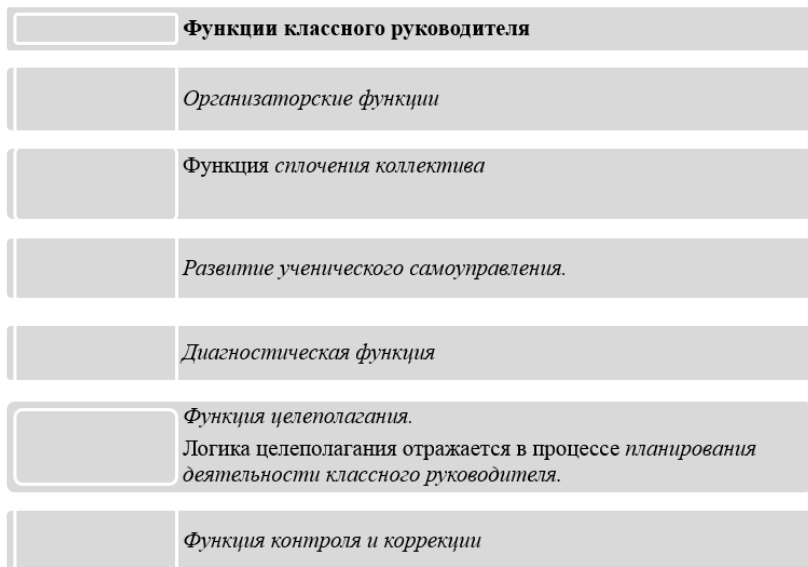 Функции классного руководителя
Организаторские функции
Функция сплочения коллектива
Развитие ученического самоуправления.
Диагностическая функция
Функция целеполагания.
Логика целеполагания отражается в процессе планирования
деятельности классного руководителя.
Функция контроля и коррекции